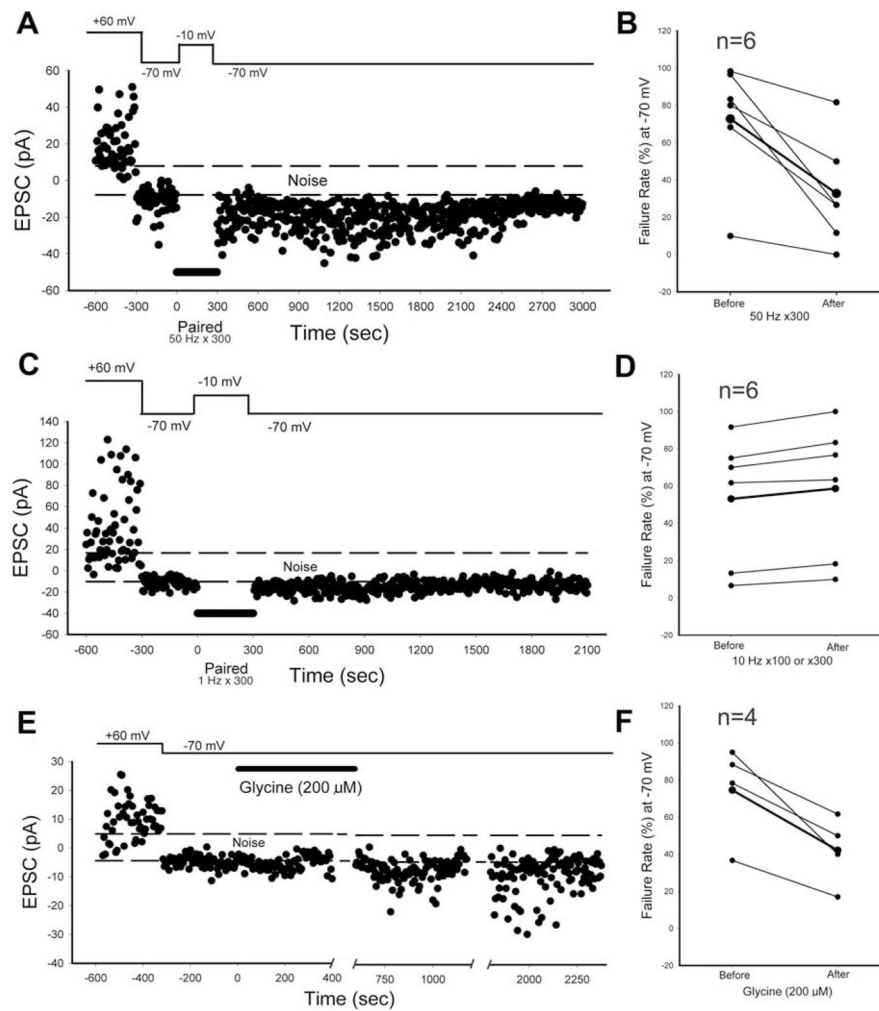 A
+60 mV
-10 mV
-70 mV
-70 mV
EPSC (pA)
60
40
20
0
-20
-40
-60
Noise
-600 -300 0 300 600 900 1200 1500 1800 2100 2400 2700 3000
Paired
50 Hz x 300
Time (sec)
B
n=6
Failure Rate (%) at -70 mV
120
100
80
60
40
20
0
-20
Before After
50 Hz x300
C
+60 mV
-10 mV
-70 mV
-70 mV
EPSC (pA)
140
120
100
80
60
40
20
0
-20
-40
-60
Noise
-600 -300 0 300 600 900 1200 1500 1800 2100
Paired
1 Hz x 300
Time (sec)
D
n=6
Failure Rate (%) at -70 mV
120
100
80
60
40
20
0
-20
Before After
10 Hz x100 or x300
E
+60 mV
-70 mV
Glycine (200 µM)
EPSC (pA)
30
20
10
0
-10
-20
-30
-40
Noise
-600 -400 -200 0 200 400 750 1000 2000 2250
Time (sec)
F
n=4
Failure Rate (%) at -70 mV
120
100
80
60
40
20
0
-20
Before After
Glycine (200 µM)